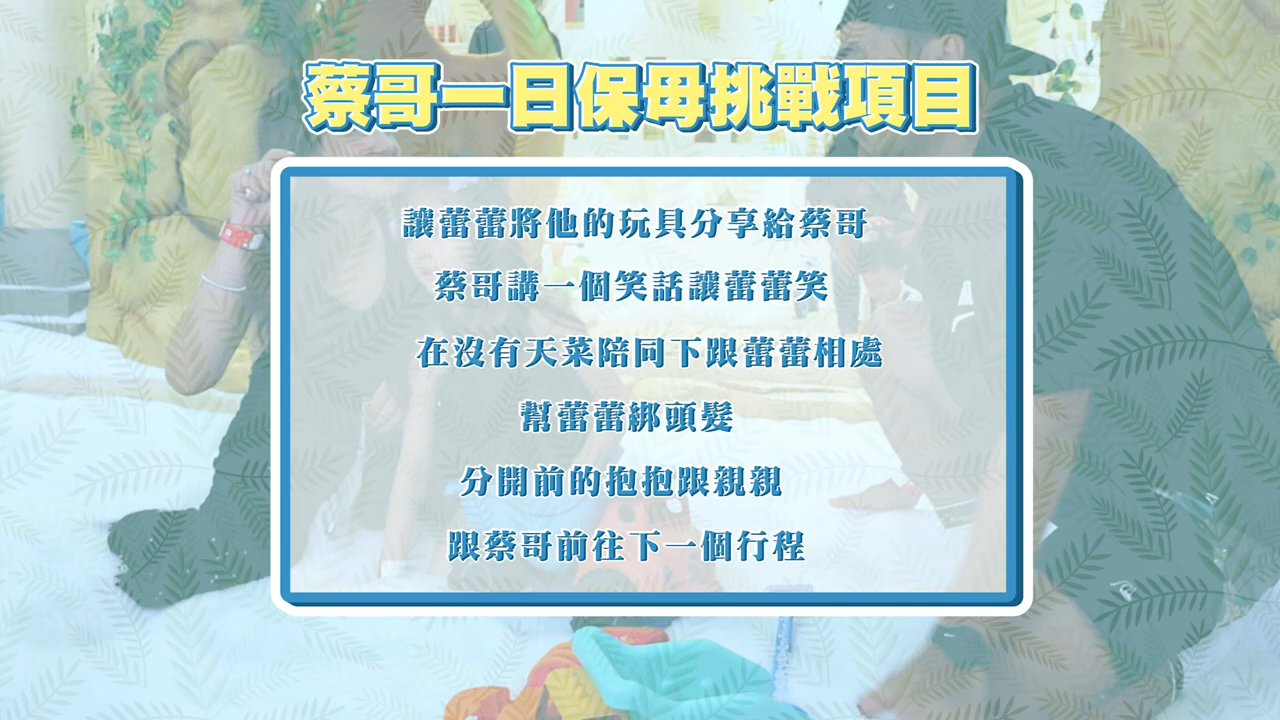 蔡哥一日保母挑戰項目
讓蕾蕾將他的玩具分享給蔡哥
蔡哥講一個笑話讓蕾蕾笑
在沒有天菜陪同下跟蕾蕾相處
幫蕾蕾綁頭髮
分開前的抱抱跟親親
跟蔡哥前往下一個行程